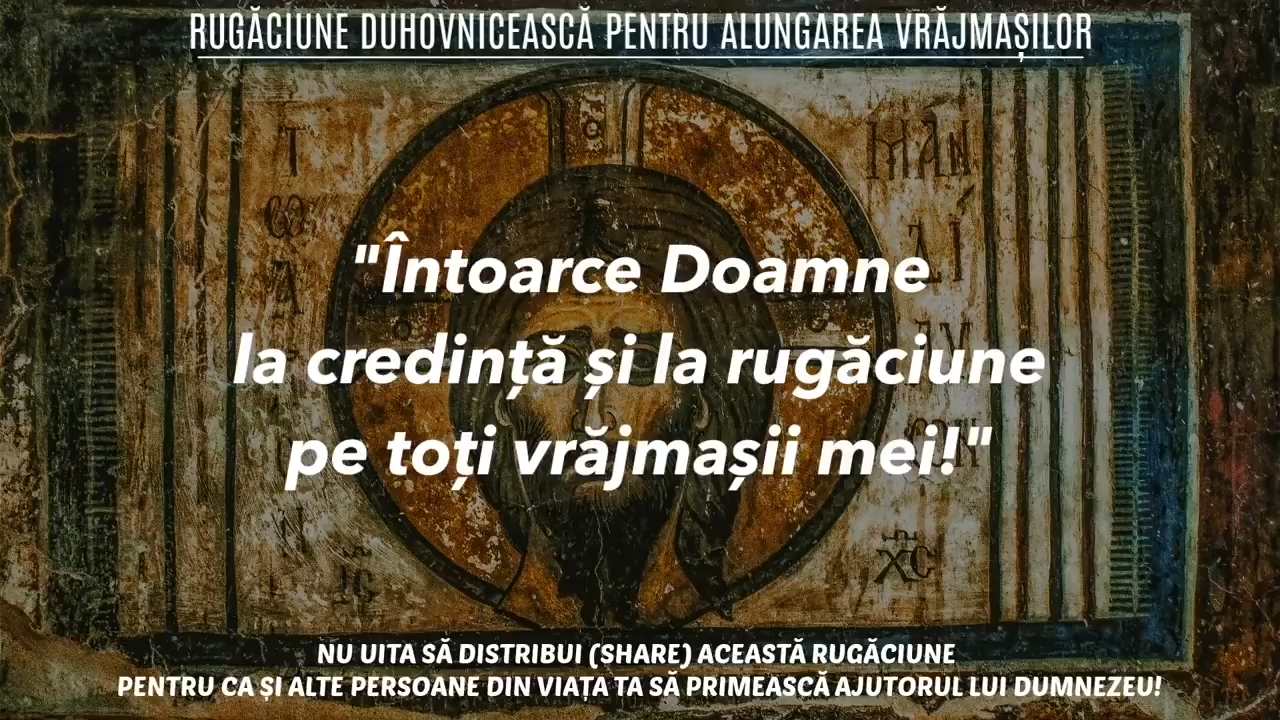 RUGĂCIUNE DUHOVNICEASCĂ PENTRU ALUNGAREA VRĂJMAȘILOR
"Întoarce Doamne
la credință și la rugăciune
pe toți vrăjmașii mei!"
NU UITA SĂ DISTRIBUI (SHARE) ACEASTĂ RUGĂCIUNE
PENTRU CA ȘI ALTE PERSOANE DIN VIAȚA TA SĂ PRIMEASCĂ AJUTORUL LUI DUMNEZEU!